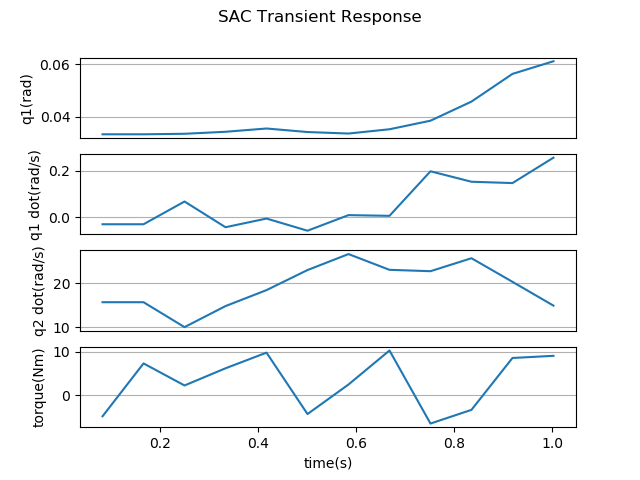 SAC Transient Response
q1(rad)
0.06
0.04
q1 dot(rad/s)
0.2
0.0
q2 dot(rad/s)
20
10
torque(Nm)
10
0
0.2 0.4 0.6 0.8 1.0
time(s)